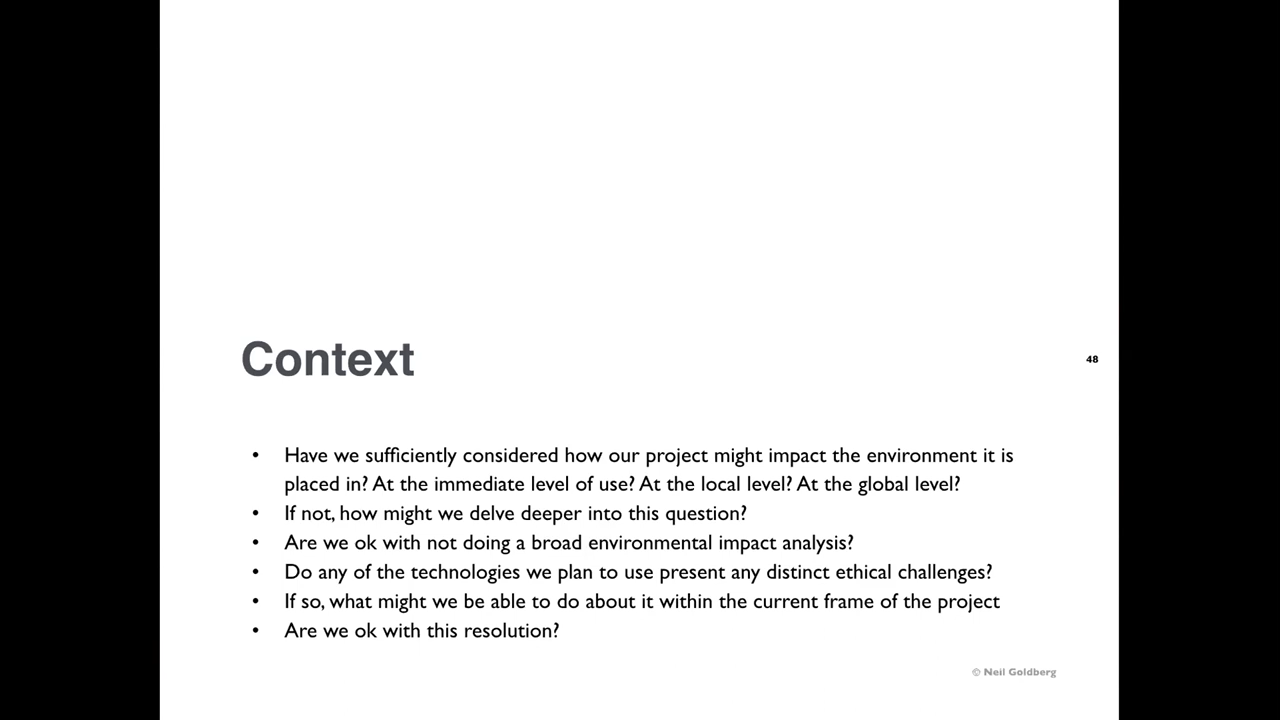 Context
48
• Have we sufficiently considered how our project might impact the environment it is
placed in? At the immediate level of use? At the local level? At the global level?
• If not, how might we delve deeper into this question?
• Are we ok with not doing a broad environmental impact analysis?
• Do any of the technologies we plan to use present any distinct ethical challenges?
• If so, what might we be able to do about it within the current frame of the project
• Are we ok with this resolution?
© Neil Goldberg